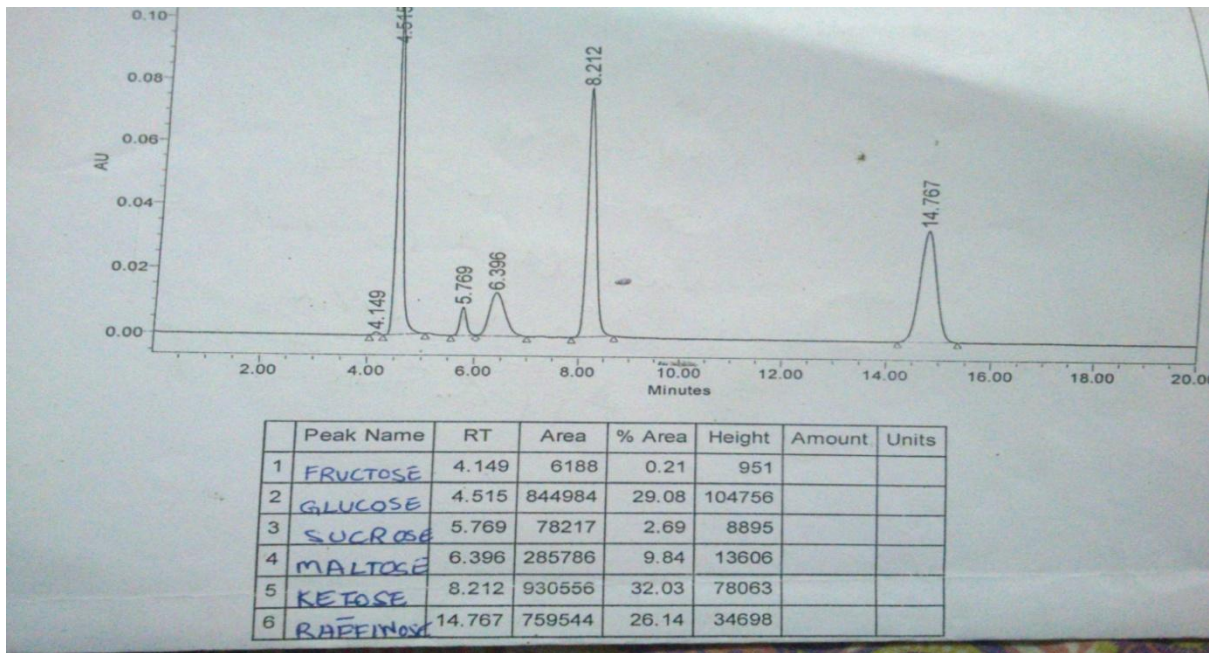 0.10
4.515
0.08
8.212
0.06
AU
0.04
14.767
0.02
4.149
5.769
6.396
0.00
2.00 4.00 6.00 8.00 10.00 12.00 14.00 16.00 18.00 20.00
Minutes
Peak Name RT Area % Area Height Amount Units
1 FRUCTOSE 4.149 6188 0.21 951
2 GLUCOSE 4.515 844984 29.08 104756
3 SUCROSE 5.769 78217 2.69 8895
4 MALTOSE 6.396 285786 9.84 13606
5 KETOSE 8.212 930556 32.03 78063
6 RAFFINOSE 14.767 759544 26.14 34698